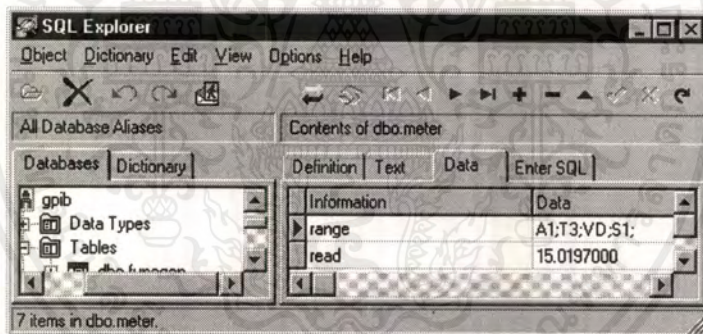 SQL Explorer
Object Dictionary Edit View Options Help
All Database Aliases
Contents of dbo.meter
Databases Dictionary
Definition Text Data Enter SQL
gpib
Data Types
Tables
Information Data
range A1;T3;VD;S1;
read 15.0197000
7 items in dbo.meter.